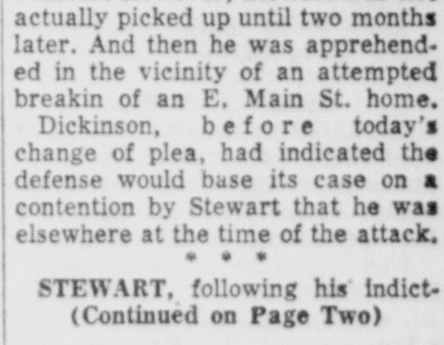 actually picked up until two months
later. And then he was apprehend-
ed in the vicinity of an attempted
breakin of an E. Main St. home.
Dickinson, before today's
change of plea, had indicated the
defense would base its case on a
contention by Stewart that he was
elsewhere at the time of the attack.
* * *
STEWART, following his indict-
(Continued on Page Two)